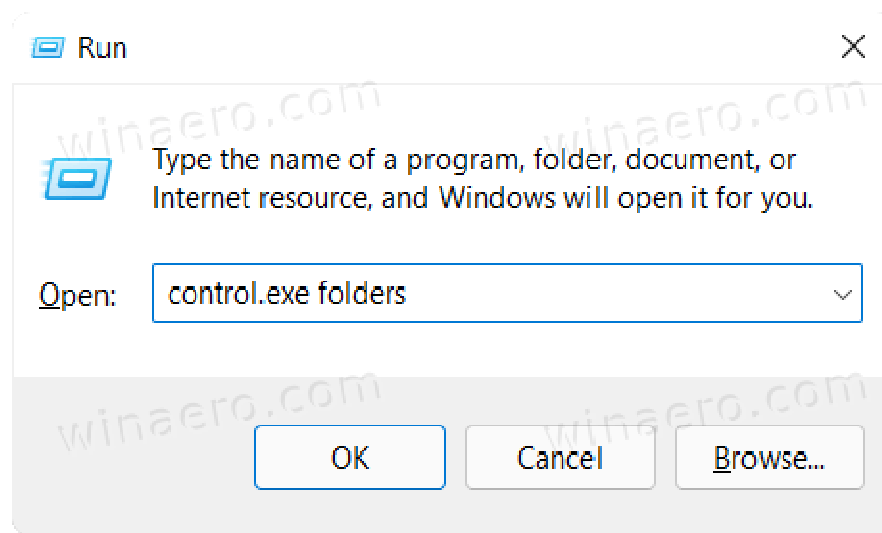 Run
winaero.com
winaero.com
Type the name of a program, folder, document, or
Internet resource, and Windows will open it for you.
Open:
control.exe folders
winaero.com
winaero.com
OK
Cancel
Browse...